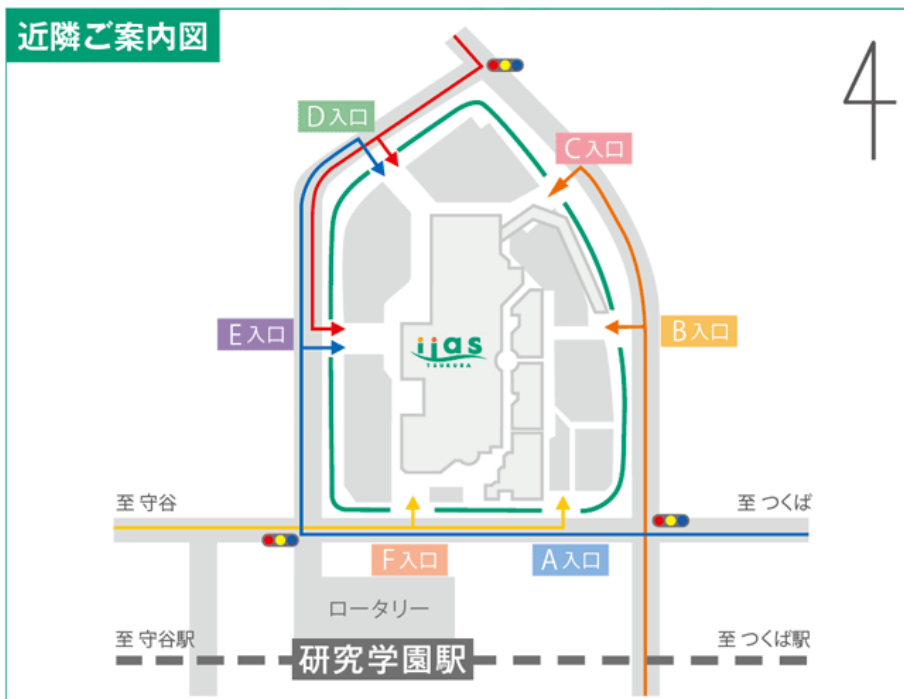 近隣ご案内図
D入口
C入口
E入口
iias
TSUKUBA
B入口
至 守谷
至 つくば
F入口
A入口
ロータリー
至 守谷駅
至 つくば駅
研究学園駅